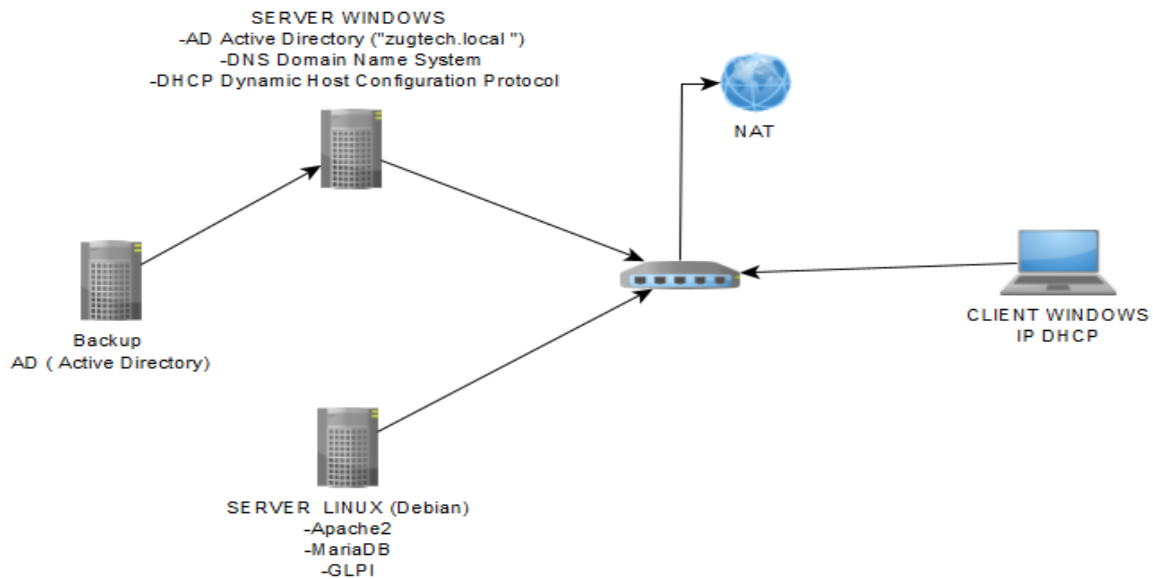 SERVER WINDOWS
-AD Active Directory ("zugtech.local ")
-DNS Domain Name System
-DHCP Dynamic Host Configuration Protocol
NAT
Backup
AD ( Active Directory)
CLIENT WINDOWS
IP DHCP
SERVER LINUX (Debian)
-Apache2
-MariaDB
-GLPI